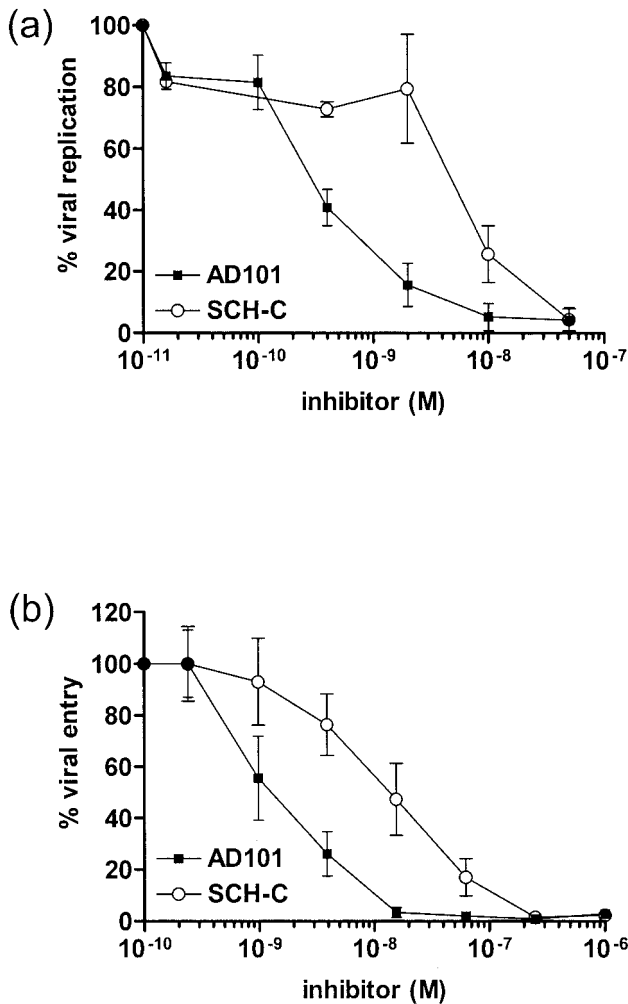 (a)
% viral replication
100
80
60
40
20
0
AD101
SCH-C
10⁻¹¹ 10⁻¹⁰ 10⁻⁹ 10⁻⁸ 10⁻⁷
inhibitor (M)
(b)
% viral entry
120
100
80
60
40
20
0
AD101
SCH-C
10⁻¹⁰ 10⁻⁹ 10⁻⁸ 10⁻⁷ 10⁻⁶
inhibitor (M)